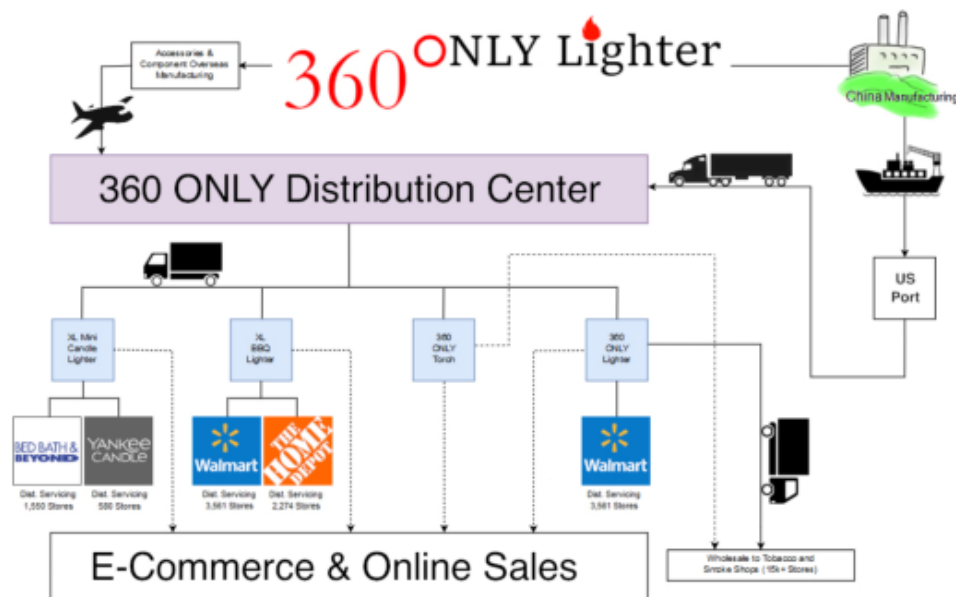 360 ONLY Lighter
Accessories &
Component Overseas
Manufacturing
China Manufacturing
360 ONLY Distribution Center
US
Port
XL Mini
Candle
Lighter
XL
BBQ
Lighter
360
ONLY
Torch
360
ONLY
Lighter
BED BATH &
BEYOND
YANKEE
CANDLE
Walmart
THE
HOME
DEPOT
Walmart
Dist. Servicing
1,550 Stores
Dist. Servicing
580 Stores
Dist. Servicing
3,561 Stores
Dist. Servicing
2,274 Stores
Dist. Servicing
3,561 Stores
E-Commerce & Online Sales
Wholesale to Tobacco and
Smoke Shops (15k+ Stores)